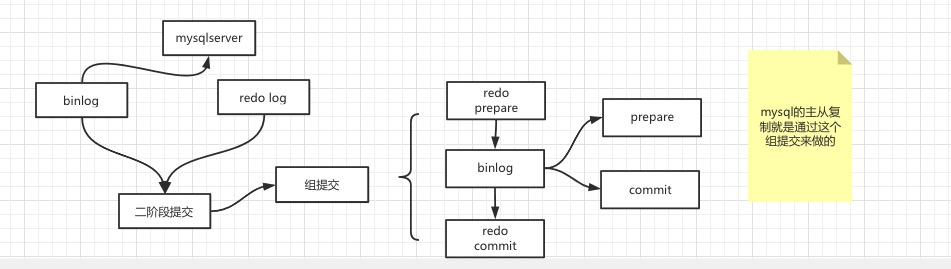 mysqlserver
binlog
redo log
二阶段提交
组提交
redo
prepare
binlog
redo
commit
prepare
commit
mysql的主从复
制就是通过这个
组提交来做的